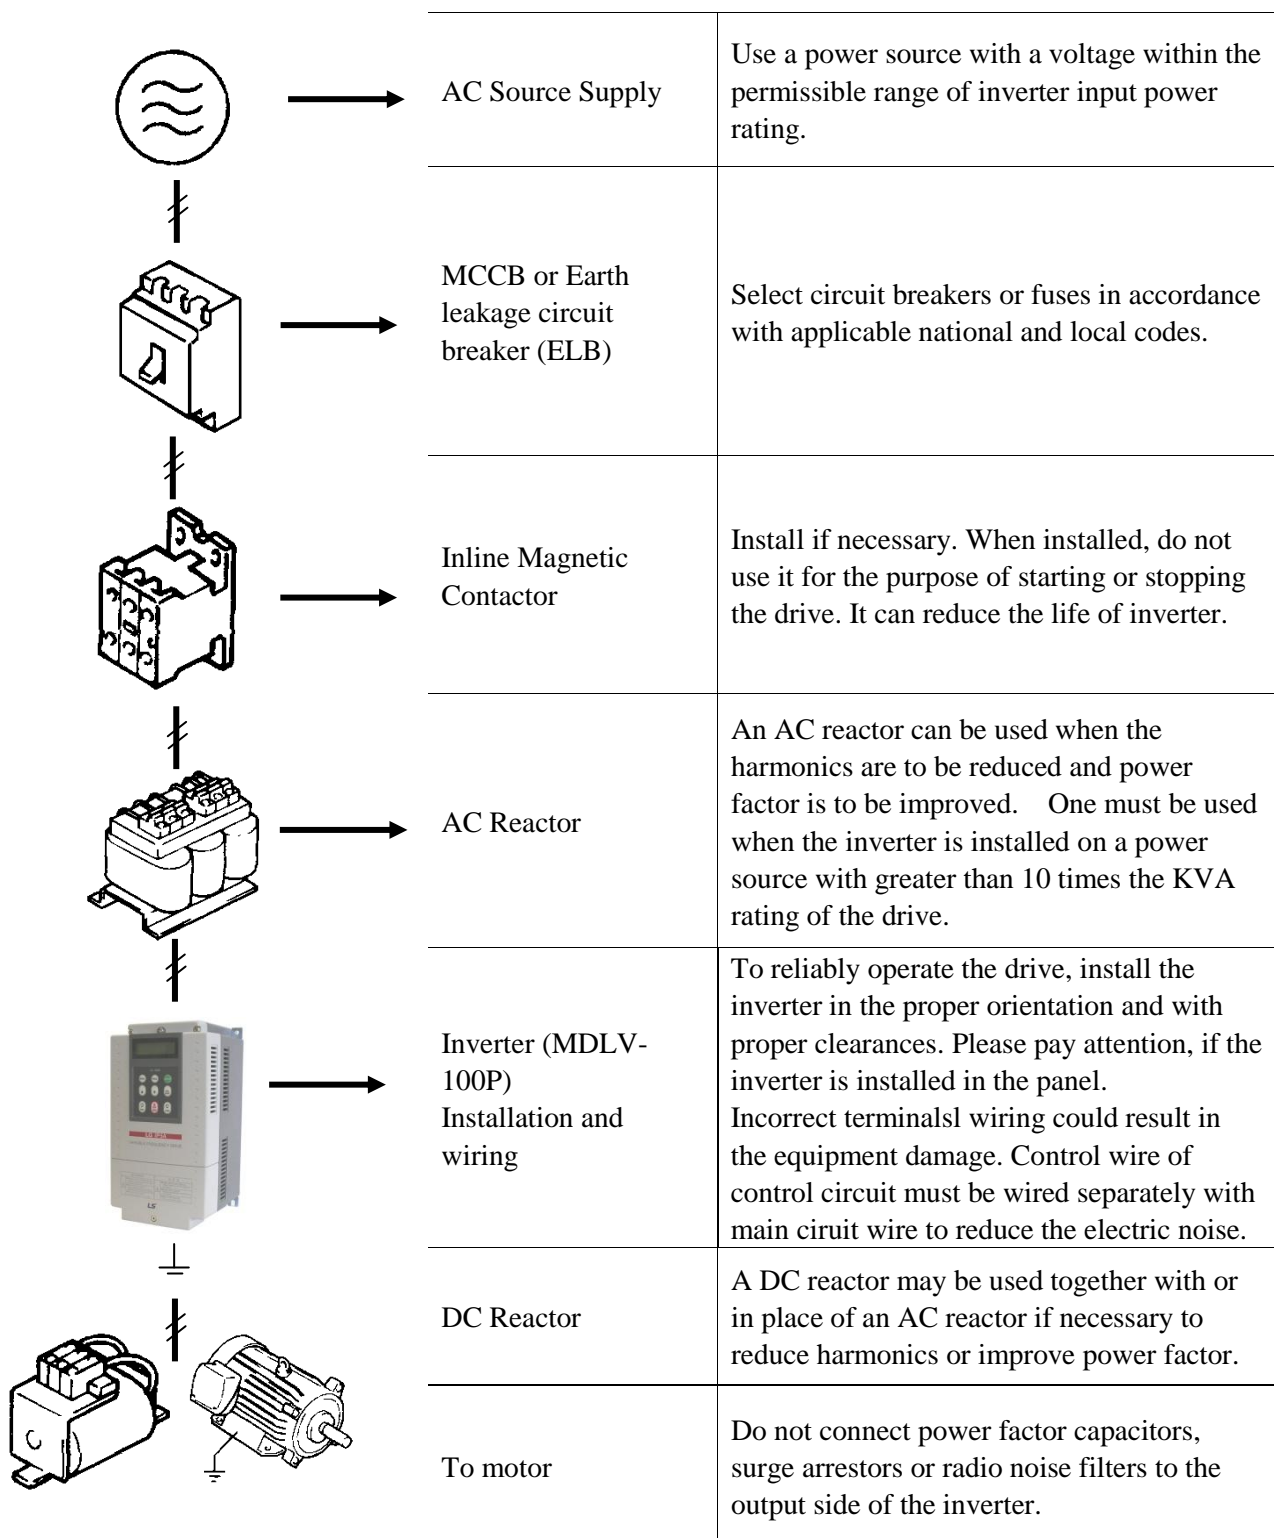 AC Source Supply
Use a power source with a voltage within the
permissible range of inverter input power
rating.
MCCB or Earth
leakage circuit
breaker (ELB)
Select circuit breakers or fuses in accordance
with applicable national and local codes.
Inline Magnetic
Contactor
Install if necessary. When installed, do not
use it for the purpose of starting or stopping
the drive. It can reduce the life of inverter.
AC Reactor
An AC reactor can be used when the
harmonics are to be reduced and power
factor is to be improved.    One must be used
when the inverter is installed on a power
source with greater than 10 times the KVA
rating of the drive.
Inverter (MDLV-
100P)
Installation and
wiring
To reliably operate the drive, install the
inverter in the proper orientation and with
proper clearances. Please pay attention, if the
inverter is installed in the panel.
Incorrect terminalsl wiring could result in
the equipment damage. Control wire of
control circuit must be wired separately with
main ciruit wire to reduce the electric noise.
LS
DC Reactor
A DC reactor may be used together with or
in place of an AC reactor if necessary to
reduce harmonics or improve power factor.
To motor
Do not connect power factor capacitors,
surge arrestors or radio noise filters to the
output side of the inverter.